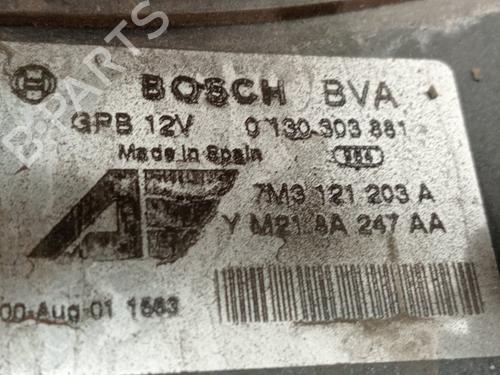 B-PARTS
BOSCH BVA
GPB 12V 0 130 303 881
Made in Spain
7M3 121 203 A
Y M21 8A 247 AA
00-Aug-01 1563